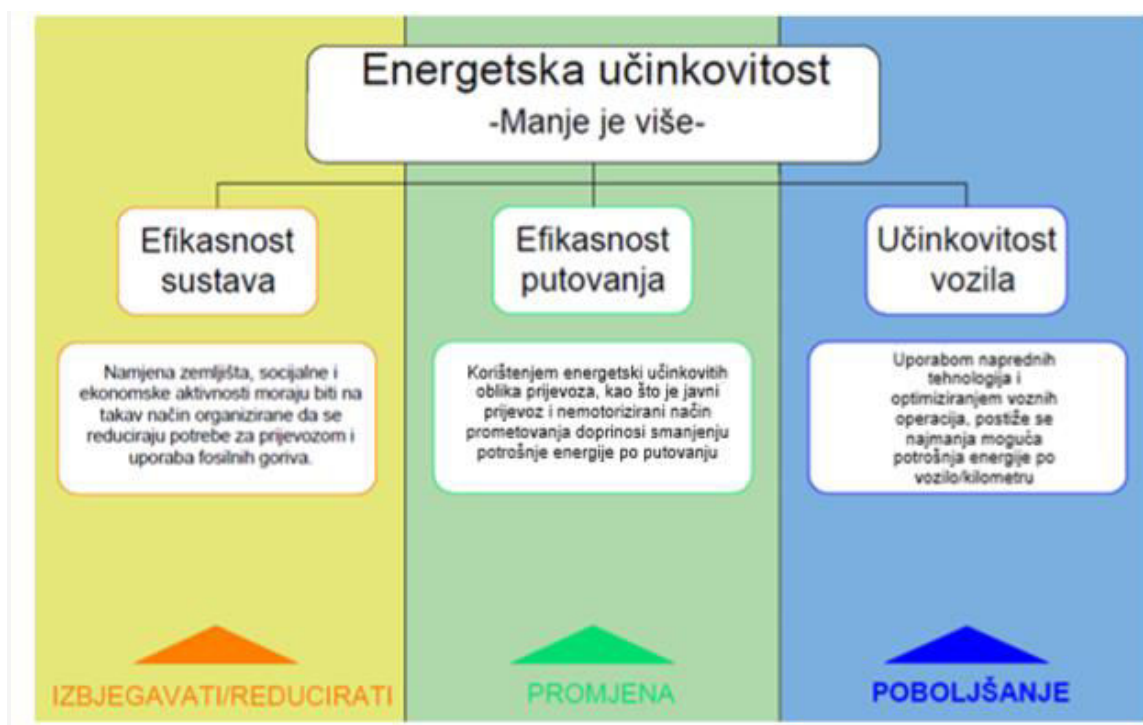 Energetska učinkovitost
-Manje je više-
Efikasnost
sustava
Namjena zemljišta, socijalne i
ekonomske aktivnosti moraju biti na
takav način organizirane da se
reduciraju potrebe za prijevozom i
uporaba fosilnih goriva.
IZBJEGAVATI/REDUCIRATI
Efikasnost
putovanja
Korištenjem energetski učinkovitih
oblika prijevoza, kao što je javni
prijevoz i nemotorizirani način
prometovanja doprinosi smanjenju
potrošnje energije po putovanju
PROMJENA
Učinkovitost
vozila
Uporabom naprednih
tehnologija i
optimiziranjem voznih
operacija, postiže se
najmanja moguča
potrošnja energije po
vozilo/kilometru
POBOLJŠANJE